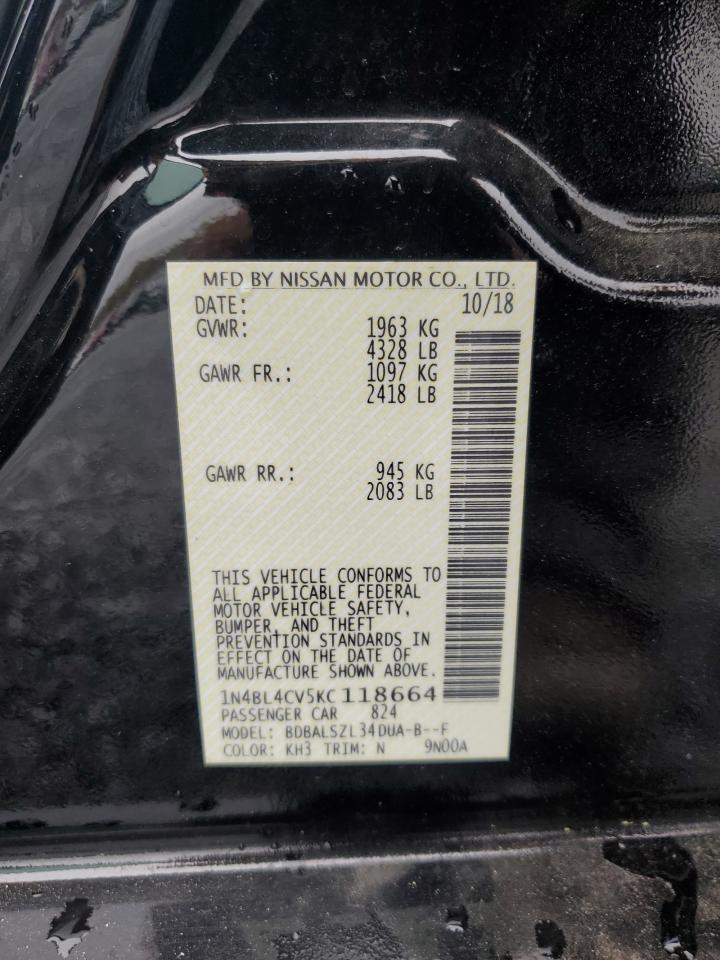 MFD BY NISSAN MOTOR CO., LTD.
DATE: 10/18
GVWR: 1963 KG
4328 LB
GAWR FR.: 1097 KG
2418 LB
GAWR RR.: 945 KG
2083 LB
THIS VEHICLE CONFORMS TO
ALL APPLICABLE FEDERAL
MOTOR VEHICLE SAFETY,
BUMPER, AND THEFT
PREVENTION STANDARDS IN
EFFECT ON THE DATE OF
MANUFACTURE SHOWN ABOVE.
1N4BL4CV5KC118664
PASSENGER CAR 824
MODEL: BDBALSZL34DUA-B--F
COLOR: KH3 TRIM: N 9N00A